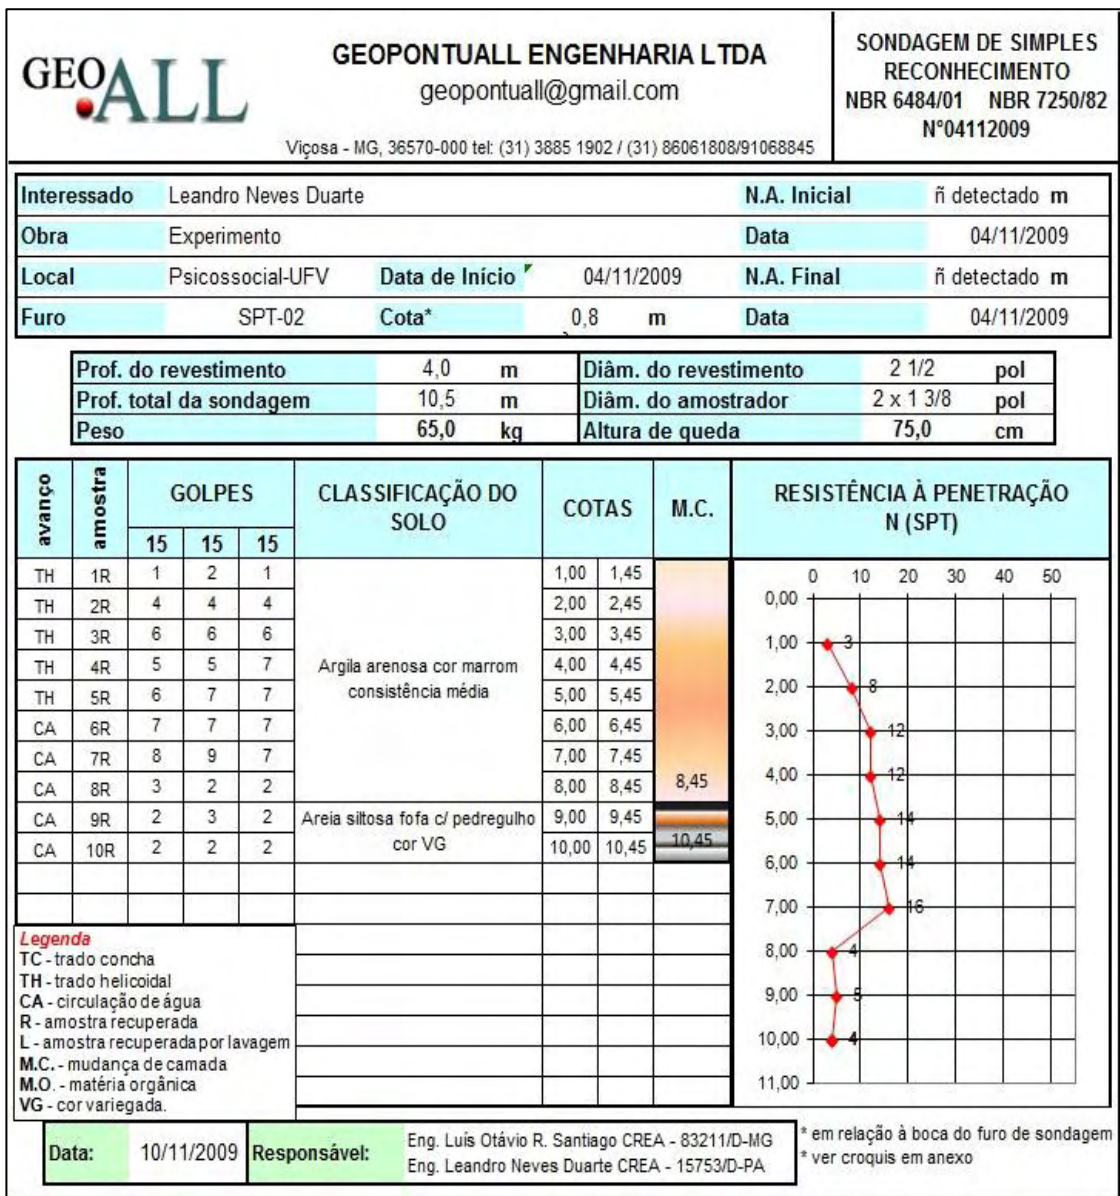 GEO.ALL
GEOPONTUALL ENGENHARIA LTDA
geopontuall@gmail.com
Viçosa - MG, 36570-000 tel: (31) 3885 1902 / (31) 86061808/91068845
SONDAGEM DE SIMPLES
RECONHECIMENTO
NBR 6484/01 NBR 7250/82
N°04112009
Interessado Leandro Neves Duarte N.A. Inicial ñ detectado m
Obra Experimento Data 04/11/2009
Local Psicossocial-UFV Data de Início 04/11/2009 N.A. Final ñ detectado m
Furo SPT-02 Cota* 0,8 m Data 04/11/2009
Prof. do revestimento 4,0 m Diâm. do revestimento 2 1/2 pol
Prof. total da sondagem 10,5 m Diâm. do amostrador 2 x 1 3/8 pol
Peso 65,0 kg Altura de queda 75,0 cm
avanço amostra GOLPES CLASSIFICAÇÃO DO SOLO COTAS M.C.
15 15 15
TH 1R 1 2 1 1,00 1,45
TH 2R 4 4 4 2,00 2,45
TH 3R 6 6 6 3,00 3,45
TH 4R 5 5 7 Argila arenosa cor marrom 4,00 4,45
TH 5R 6 7 7 consistência média 5,00 5,45
CA 6R 7 7 7 6,00 6,45
CA 7R 8 9 7 7,00 7,45
CA 8R 3 2 2 8,00 8,45 8,45
CA 9R 2 3 2 Areia siltosa fofa c/ pedregulho 9,00 9,45
CA 10R 2 2 2 cor VG 10,00 10,45 10,45
RESISTÊNCIA À PENETRAÇÃO
N (SPT)
0 10 20 30 40 50
0,00
1,00 3
2,00 8
3,00 12
4,00 12
5,00 14
6,00 14
7,00 16
8,00 4
9,00 5
10,00 4
11,00
Legenda
TC - trado concha
TH - trado helicoidal
CA - circulação de água
R - amostra recuperada
L - amostra recuperada por lavagem
M.C. - mudança de camada
M.O. - matéria orgânica
VG - cor variegada.
Data: 10/11/2009 Responsável: Eng. Luís Otávio R. Santiago CREA - 83211/D-MG
Eng. Leandro Neves Duarte CREA - 15753/D-PA
* em relação à boca do furo de sondagem
* ver croquis em anexo